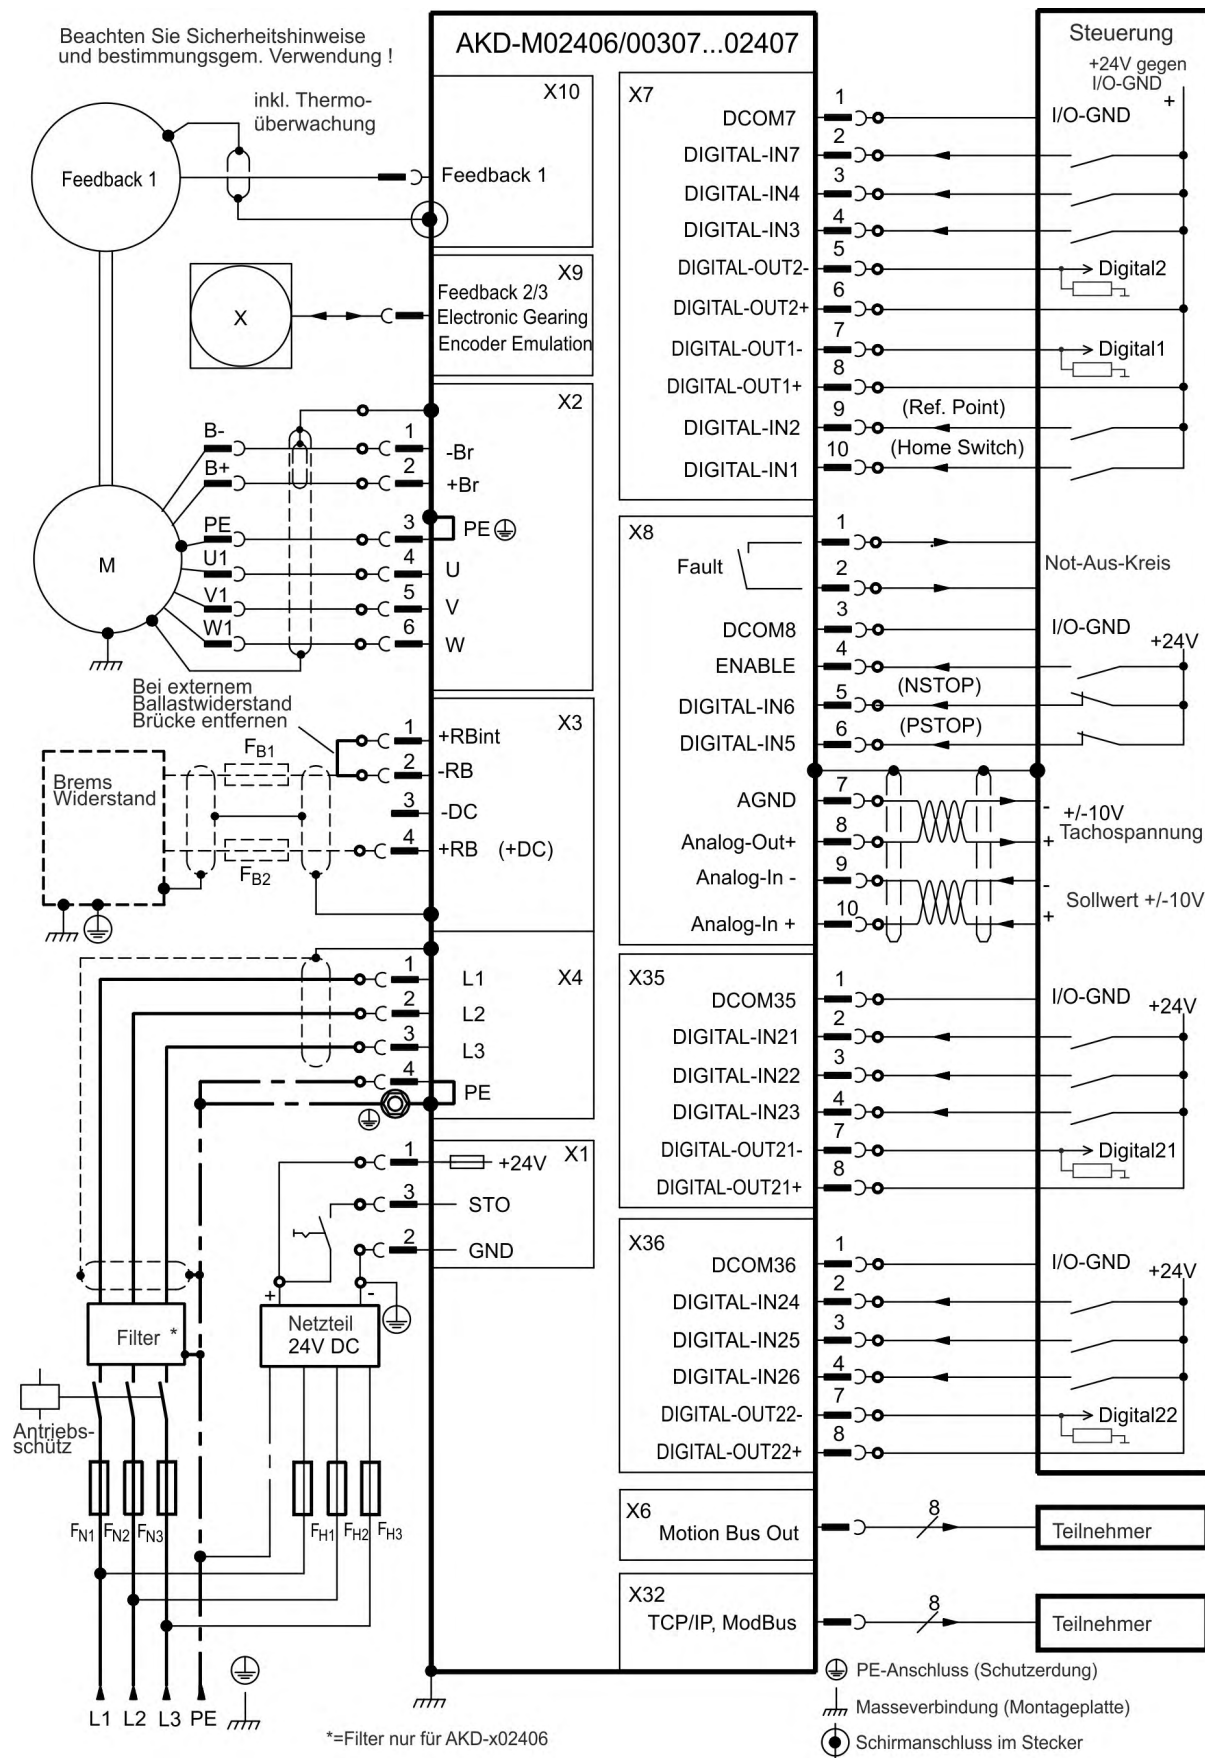 Beachten Sie Sicherheitshinweise
und bestimmungsgem. Verwendung !
AKD-M02406/00307...02407
Steuerung
+24V gegen
I/O-GND
+
inkl. Thermo-
überwachung
Feedback 1
X10
Feedback 1
X
X9
Feedback 2/3
Electronic Gearing
Encoder Emulation
X2
B- 1 -Br
B+ 2 +Br
PE 3 PE
U1 4 U
V1 5 V
W1 6 W
M
Bei externem
Ballastwiderstand
Brücke entfernen
X3
Brems
Widerstand
FB1
FB2
1 +RBint
2 -RB
3 -DC
4 +RB (+DC)
X4
1 L1
2 L2
3 L3
4 PE
X1
1 +24V
3 STO
2 GND
+ -
Netzteil
24V DC
Filter *
Antriebs-
schütz
FN1 FN2 FN3
FH1 FH2 FH3
L1 L2 L3 PE
*=Filter nur für AKD-x02406
X7
DCOM7 1 I/O-GND
DIGITAL-IN7 2
DIGITAL-IN4 3
DIGITAL-IN3 4
DIGITAL-OUT2- 5 Digital2
DIGITAL-OUT2+ 6
DIGITAL-OUT1- 7 Digital1
DIGITAL-OUT1+ 8
DIGITAL-IN2 9 (Ref. Point)
DIGITAL-IN1 10 (Home Switch)
X8
Fault 1
2
Not-Aus-Kreis
DCOM8 3 I/O-GND
+24V
ENABLE 4
DIGITAL-IN6 5 (NSTOP)
DIGITAL-IN5 6 (PSTOP)
AGND 7 -
+/-10V
Tachospannung
Analog-Out+ 8 +
Analog-In - 9 -
Sollwert +/-10V
Analog-In + 10 +
X35
DCOM35 1 I/O-GND
+24V
DIGITAL-IN21 2
DIGITAL-IN22 3
DIGITAL-IN23 4
DIGITAL-OUT21- 7 Digital21
DIGITAL-OUT21+ 8
X36
DCOM36 1 I/O-GND
+24V
DIGITAL-IN24 2
DIGITAL-IN25 3
DIGITAL-IN26 4
DIGITAL-OUT22- 7 Digital22
DIGITAL-OUT22+ 8
X6
Motion Bus Out 8 Teilnehmer
X32
TCP/IP, ModBus 8 Teilnehmer
PE-Anschluss (Schutzerdung)
Masseverbindung (Montageplatte)
Schirmanschluss im Stecker